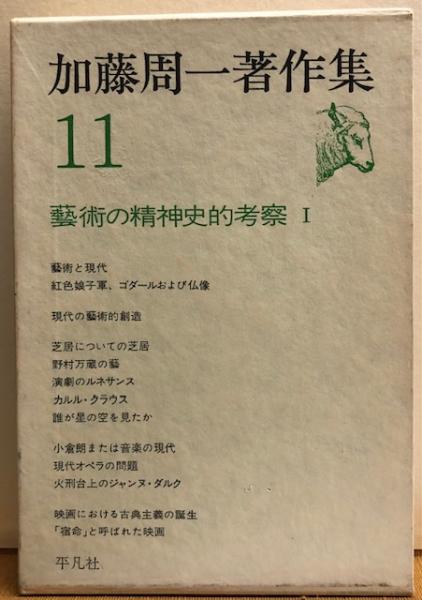 加藤周一著作集
11
藝術の精神史的考察 I
藝術と現代
紅色娘子軍、ゴダールおよび仏像
現代の藝術的創造
芝居についての芝居
野村万蔵の藝
演劇のルネサンス
カルル・クラウス
誰が星の空を見たか
小倉朗または音楽の現代
現代オペラの問題
火刑台上のジャンヌ・ダルク
映画における古典主義の誕生
「宿命」と呼ばれた映画
平凡社